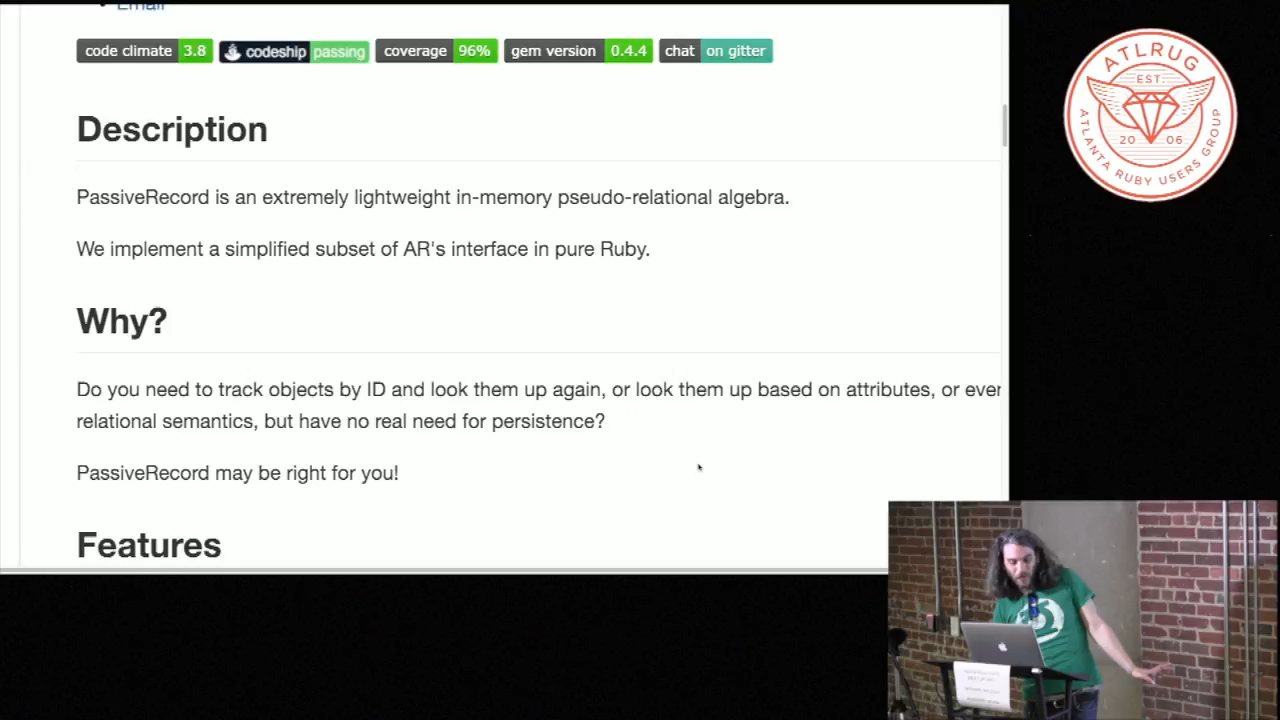 Email
code climate 3.8 codeship passing coverage 96% gem version 0.4.4 chat on gitter
Description
PassiveRecord is an extremely lightweight in-memory pseudo-relational algebra.
We implement a simplified subset of AR's interface in pure Ruby.
Why?
Do you need to track objects by ID and look them up again, or look them up based on attributes, or even
relational semantics, but have no real need for persistence?
PassiveRecord may be right for you!
Features
ATLRUG
EST.
20 06
ATLANTA RUBY USERS GROUP